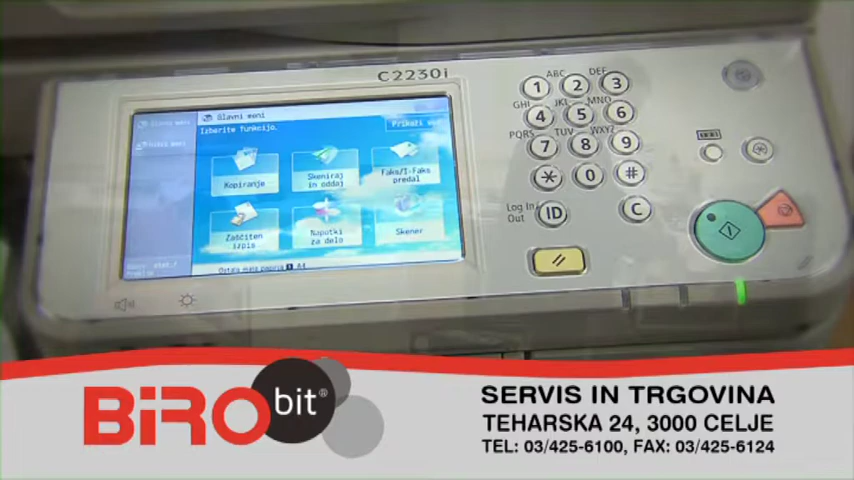 C2230i
Glavni meni
Izberite funkcijo.
Kopiranje
Skeniraj
in oddaj
Faks/I-Faks
predal
Zaščiten
izpis
Napotki
za delo
Skener
ABC
DEF
1
2
3
GHI
JKL
MNO
4
5
6
PQRS
TUV
WXYZ
7
8
9
*
0
#
Log In/
Out
ID
C
BiRO bit®
SERVIS IN TRGOVINA
TEHARSKA 24, 3000 CELJE
TEL: 03/425-6100, FAX: 03/425-6124